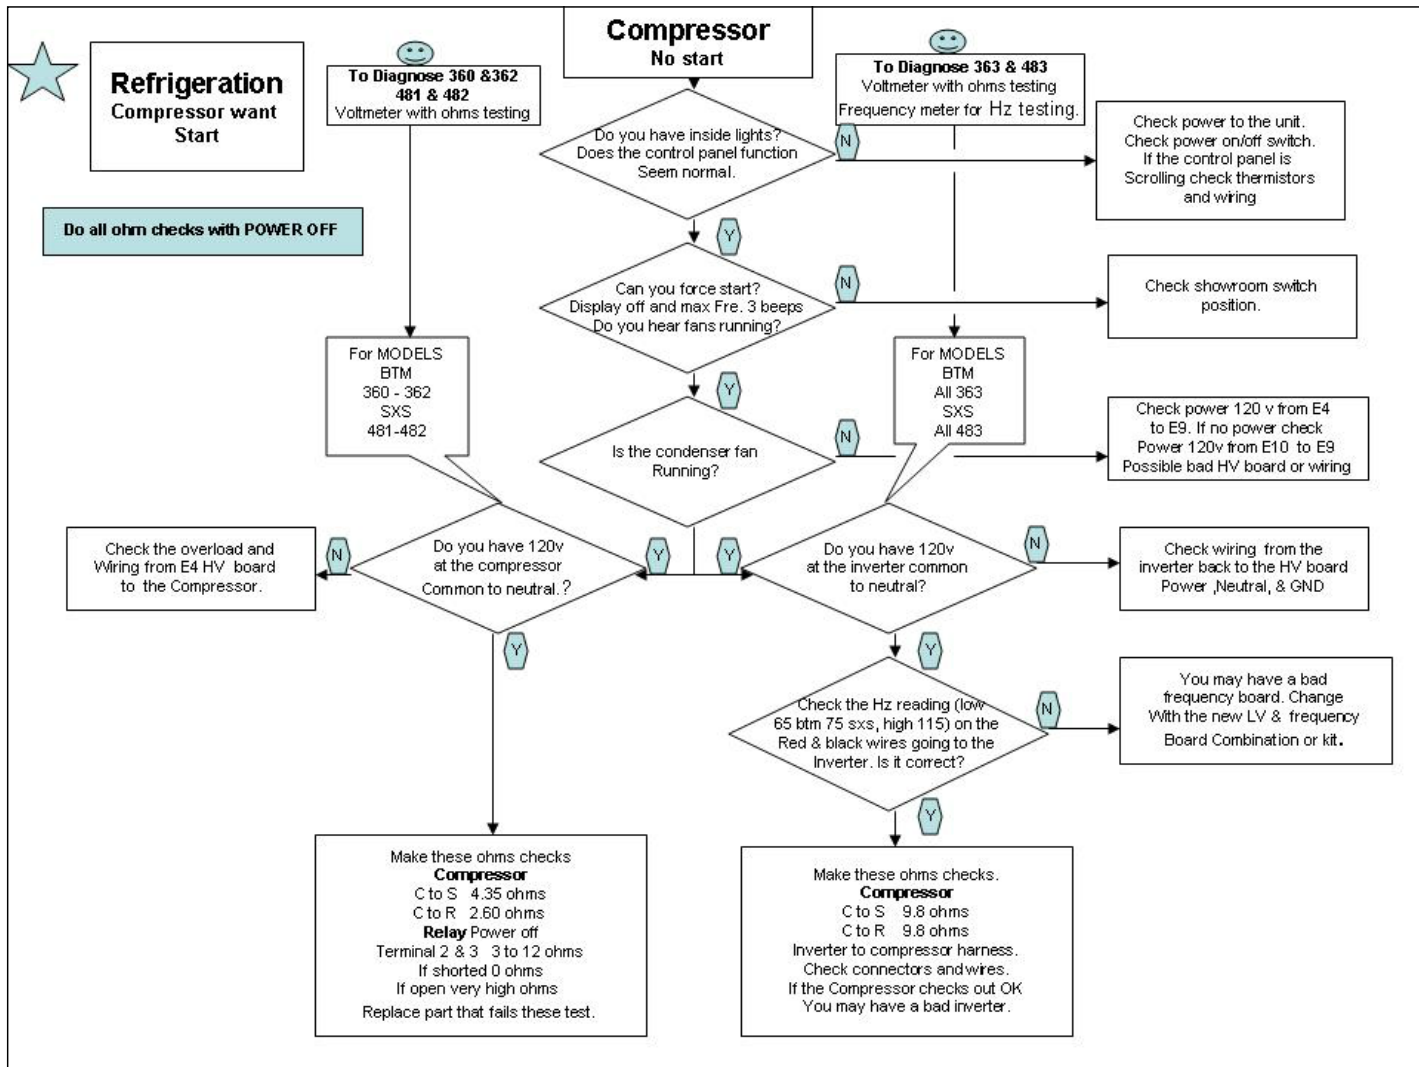 Compressor
No start
Refrigeration
Compressor want
Start
Do all ohm checks with POWER OFF
To Diagnose 360 &362
481 & 482
Voltmeter with ohms testing
To Diagnose 363 & 483
Voltmeter with ohms testing
Frequency meter for Hz testing.
Do you have inside lights?
Does the control panel function
Seem normal.
N
Check power to the unit.
Check power on/off switch.
If the control panel is
Scrolling check thermistors
and wiring
Y
Can you force start?
Display off and max Fre. 3 beeps
Do you hear fans running?
N
Check showroom switch
position.
Y
For MODELS
BTM
360 - 362
SXS
481-482
For MODELS
BTM
All 363
SXS
All 483
Is the condenser fan
Running?
N
Check power 120 v from E4
to E9. If no power check
Power 120v from E10 to E9
Possible bad HV board or wiring
Check the overload and
Wiring from E4 HV board
to the Compressor.
N
Do you have 120v
at the compressor
Common to neutral.?
Y
Y
Do you have 120v
at the inverter common
to neutral?
N
Check wiring from the
inverter back to the HV board
Power ,Neutral, & GND
Y
Y
Check the Hz reading (low
65 btm 75 sxs, high 115) on the
Red & black wires going to the
Inverter. Is it correct?
N
You may have a bad
frequency board. Change
With the new LV & frequency
Board Combination or kit.
Y
Make these ohms checks
Compressor
C to S 4.35 ohms
C to R 2.60 ohms
Relay Power off
Terminal 2 & 3 3 to 12 ohms
If shorted 0 ohms
If open very high ohms
Replace part that fails these test.
Make these ohms checks.
Compressor
C to S 9.8 ohms
C to R 9.8 ohms
Inverter to compressor harness.
Check connectors and wires.
If the Compressor checks out OK
You may have a bad inverter.